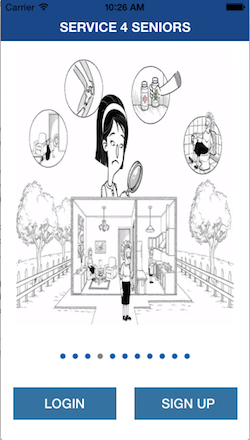 Carrier 10:26 AM
SERVICE 4 SENIORS
LOGIN SIGN UP